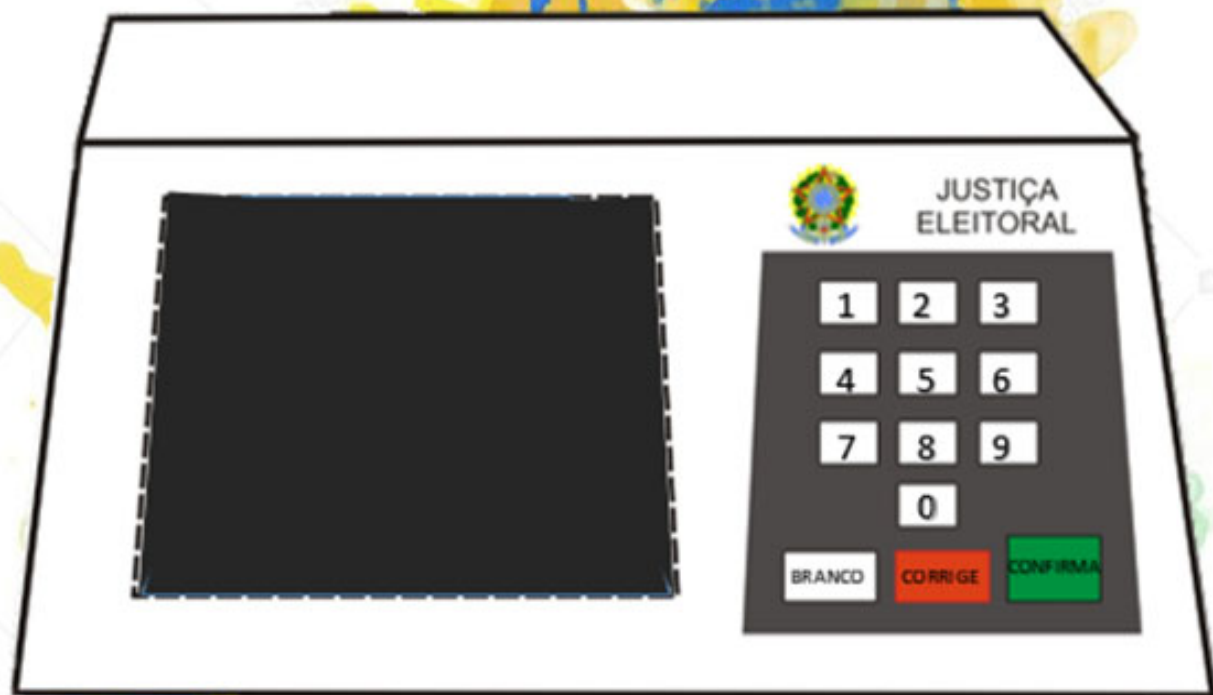 JUSTIÇA
ELEITORAL
1 2 3
4 5 6
7 8 9
0
BRANCO CORRIGE CONFIRMA